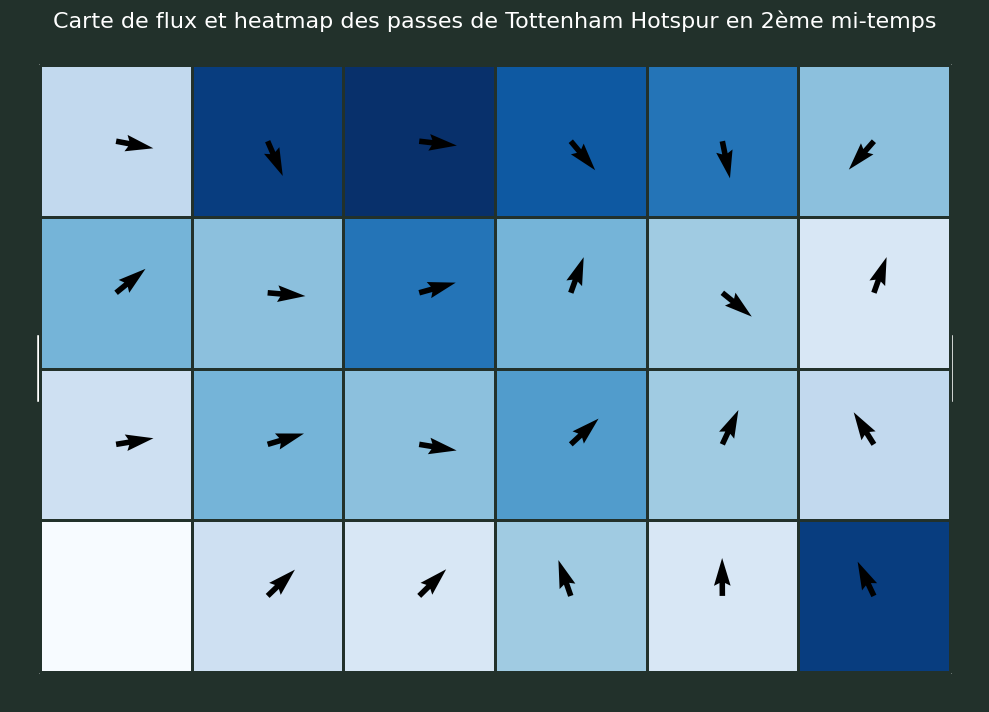 Carte de flux et heatmap des passes de Tottenham Hotspur en 2ème mi-temps